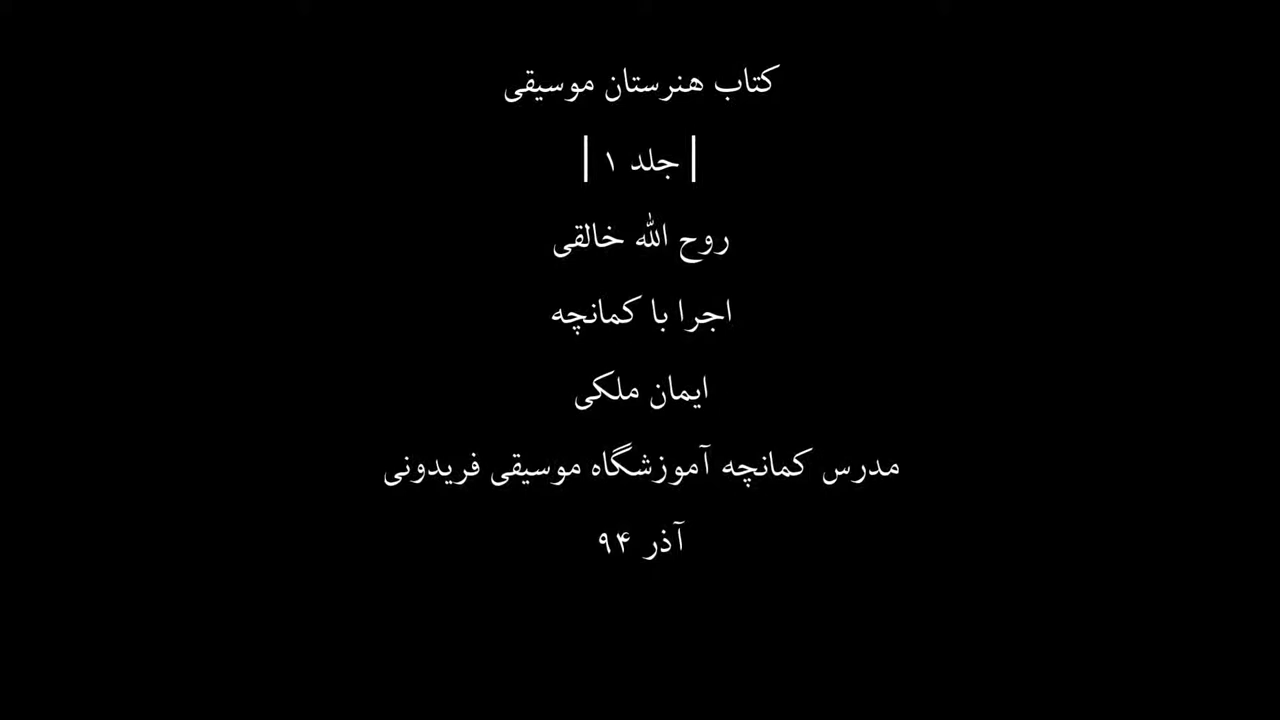 کتاب هنرستان موسیقی
| جلد ۱ |
روح الله خالقی
اجرا با کمانچه
ایمان ملکی
مدرس کمانچه آموزشگاه موسیقی فریدونی
آذر ۹۴